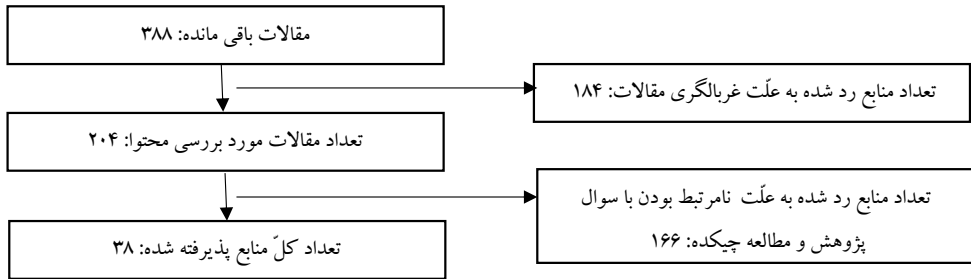 مقالات باقی مانده: ۳۸۸
تعداد منابع رد شده به علّت غربالگری مقالات: ۱۸۴
تعداد مقالات مورد بررسی محتوا: ۲۰۴
تعداد منابع رد شده به علّت نامرتبط بودن با سوال
پژوهش و مطالعه چیکده: ۱۶۶
تعداد کلّ منابع پذیرفته شده: ۳۸